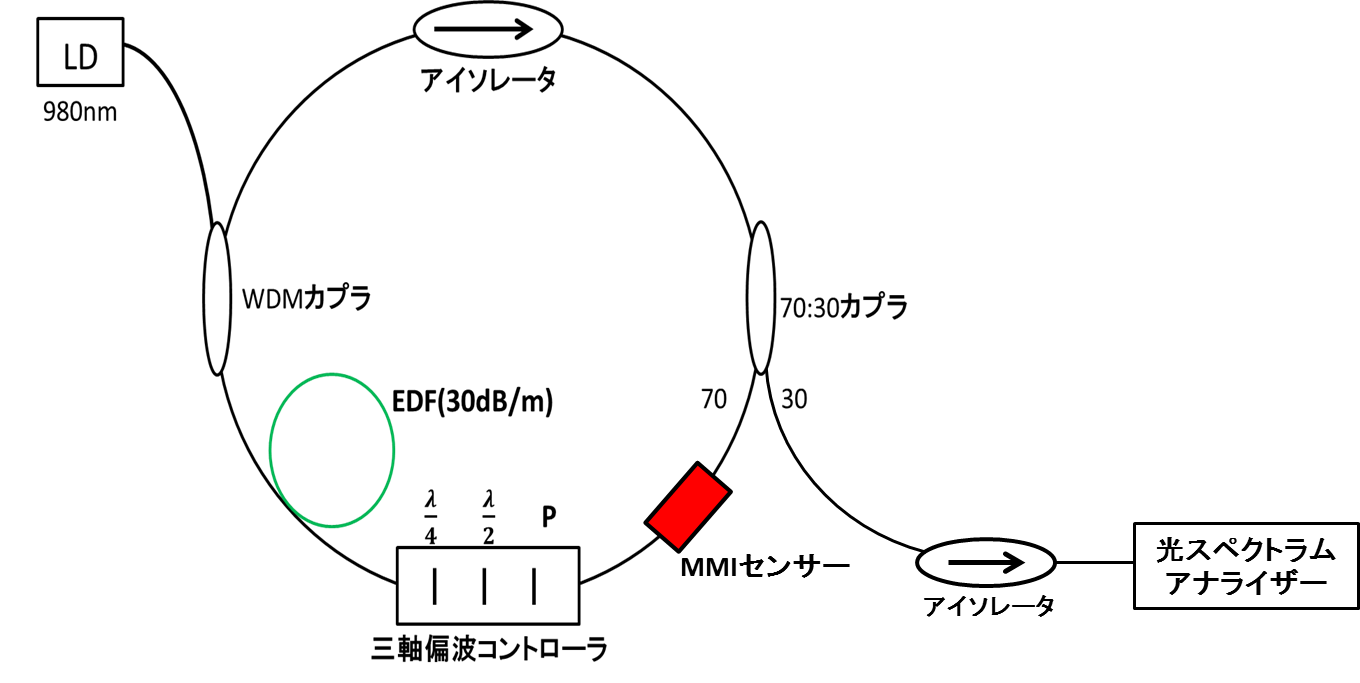 LD
980nm
アイソレータ
WDMカプラ
70:30カプラ
EDF(30dB/m)
70
30
λ/4
λ/2
P
MMIセンサー
三軸偏波コントローラ
アイソレータ
光スペクトラム
アナライザー